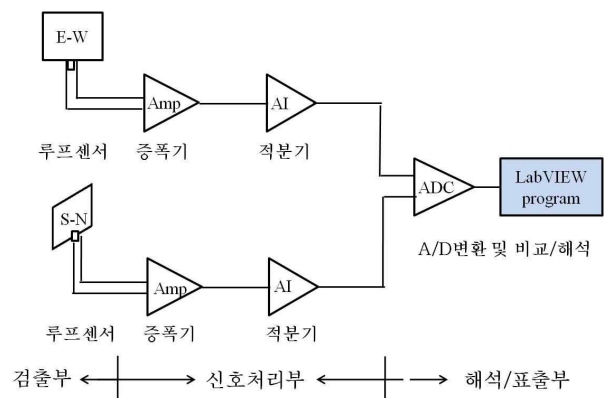 E-W
Amp
AI
루프센서
증폭기
적분기
ADC
LabVIEW
program
A/D변환 및 비교/해석
S-N
Amp
AI
루프센서
증폭기
적분기
검출부
신호처리부
해석/표출부